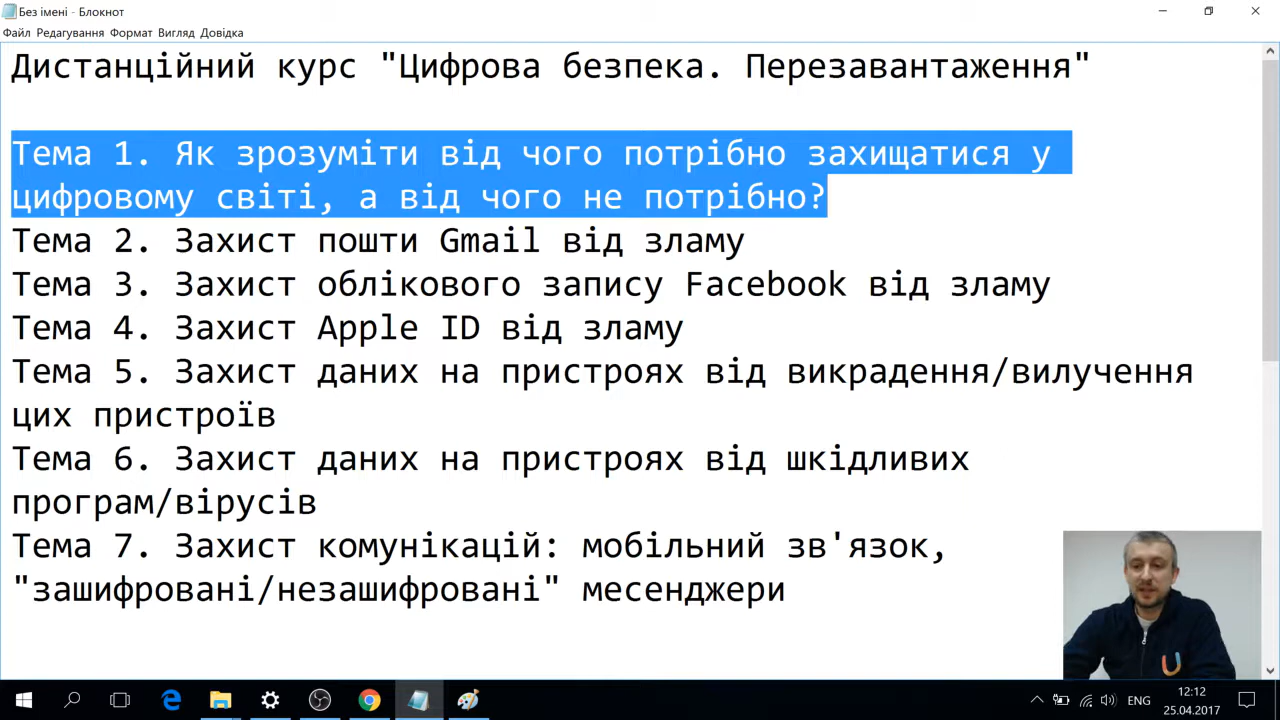 Без імені - Блокнот
Файл Редагування Формат Вигляд Довідка
Дистанційний курс "Цифрова безпека. Перезавантаження"
Тема 1. Як зрозуміти від чого потрібно захищатися у
цифровому світі, а від чого не потрібно?
Тема 2. Захист пошти Gmail від зламу
Тема 3. Захист облікового запису Facebook від зламу
Тема 4. Захист Apple ID від зламу
Тема 5. Захист даних на пристроях від викрадення/вилучення
цих пристроїв
Тема 6. Захист даних на пристроях від шкідливих
програм/вірусів
Тема 7. Захист комунікацій: мобільний зв'язок,
"зашифровані/незашифровані" месенджери
ENG
12:12
25.04.2017